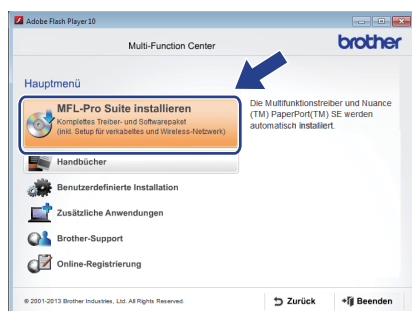 Adobe Flash Player 10
Multi-Function Center
brother
Hauptmenü
MFL-Pro Suite installieren
Komplettes Treiber- und Softwarepaket
(inkl. Setup für verkabeltes und Wireless-Netzwerk)
Die Multifunktionstreiber und Nuance
(TM) PaperPort(TM) SE werden
automatisch installiert.
Handbücher
Benutzerdefinierte Installation
Zusätzliche Anwendungen
Brother-Support
Online-Registrierung
© 2001-2013 Brother Industries, Ltd. All Rights Reserved.
Zurück
Beenden